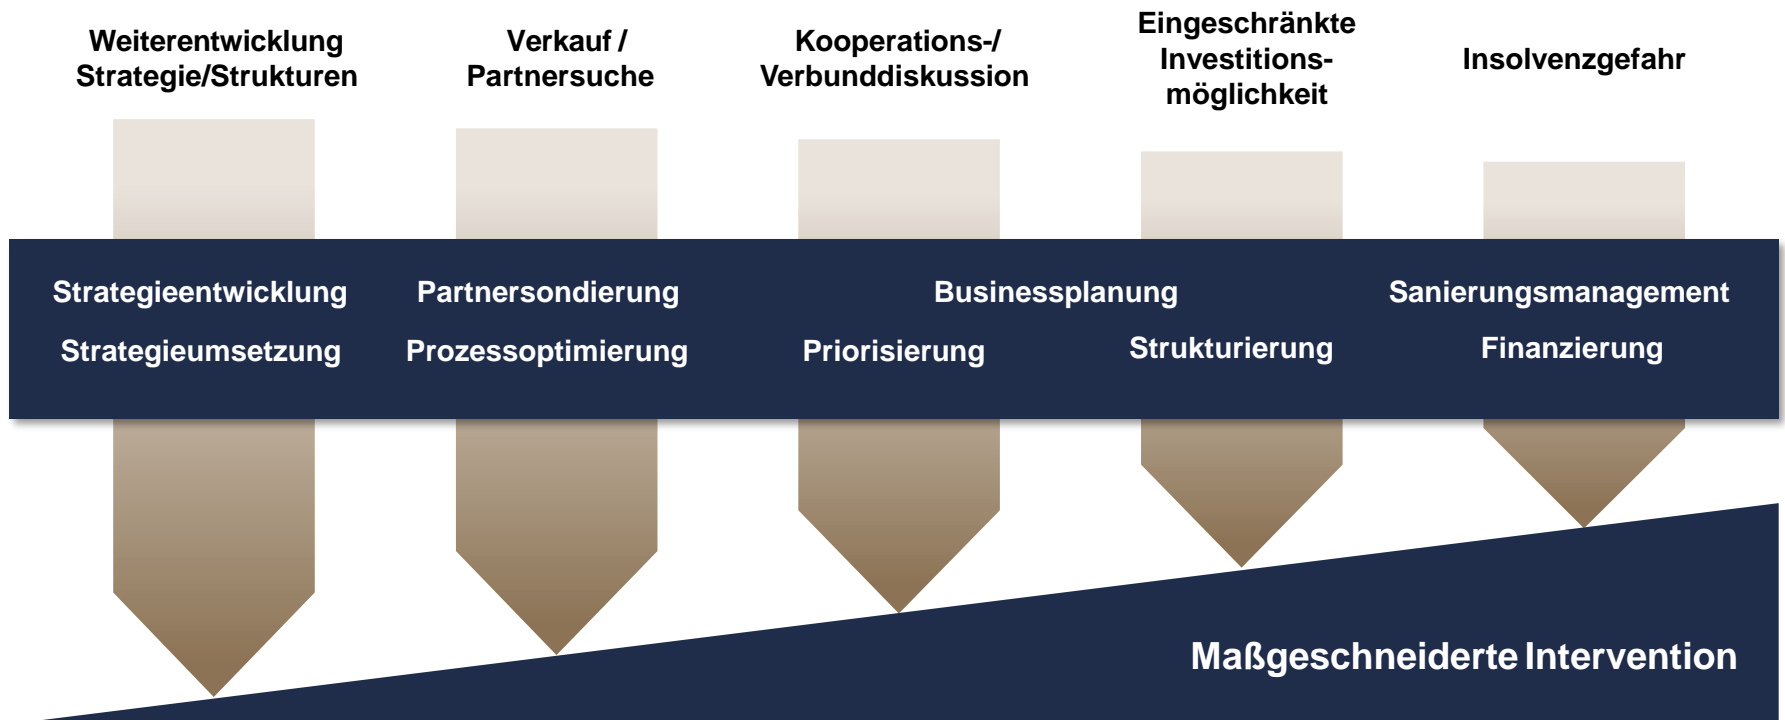 Weiterentwicklung
Strategie/Strukturen
Verkauf /
Partnersuche
Kooperations-/
Verbunddiskussion
Eingeschränkte
Investitions-
möglichkeit
Insolvenzgefahr
Strategieentwicklung
Partnersondierung
Businessplanung
Sanierungsmanagement
Strategieumsetzung
Prozessoptimierung
Priorisierung
Strukturierung
Finanzierung
Maßgeschneiderte Intervention